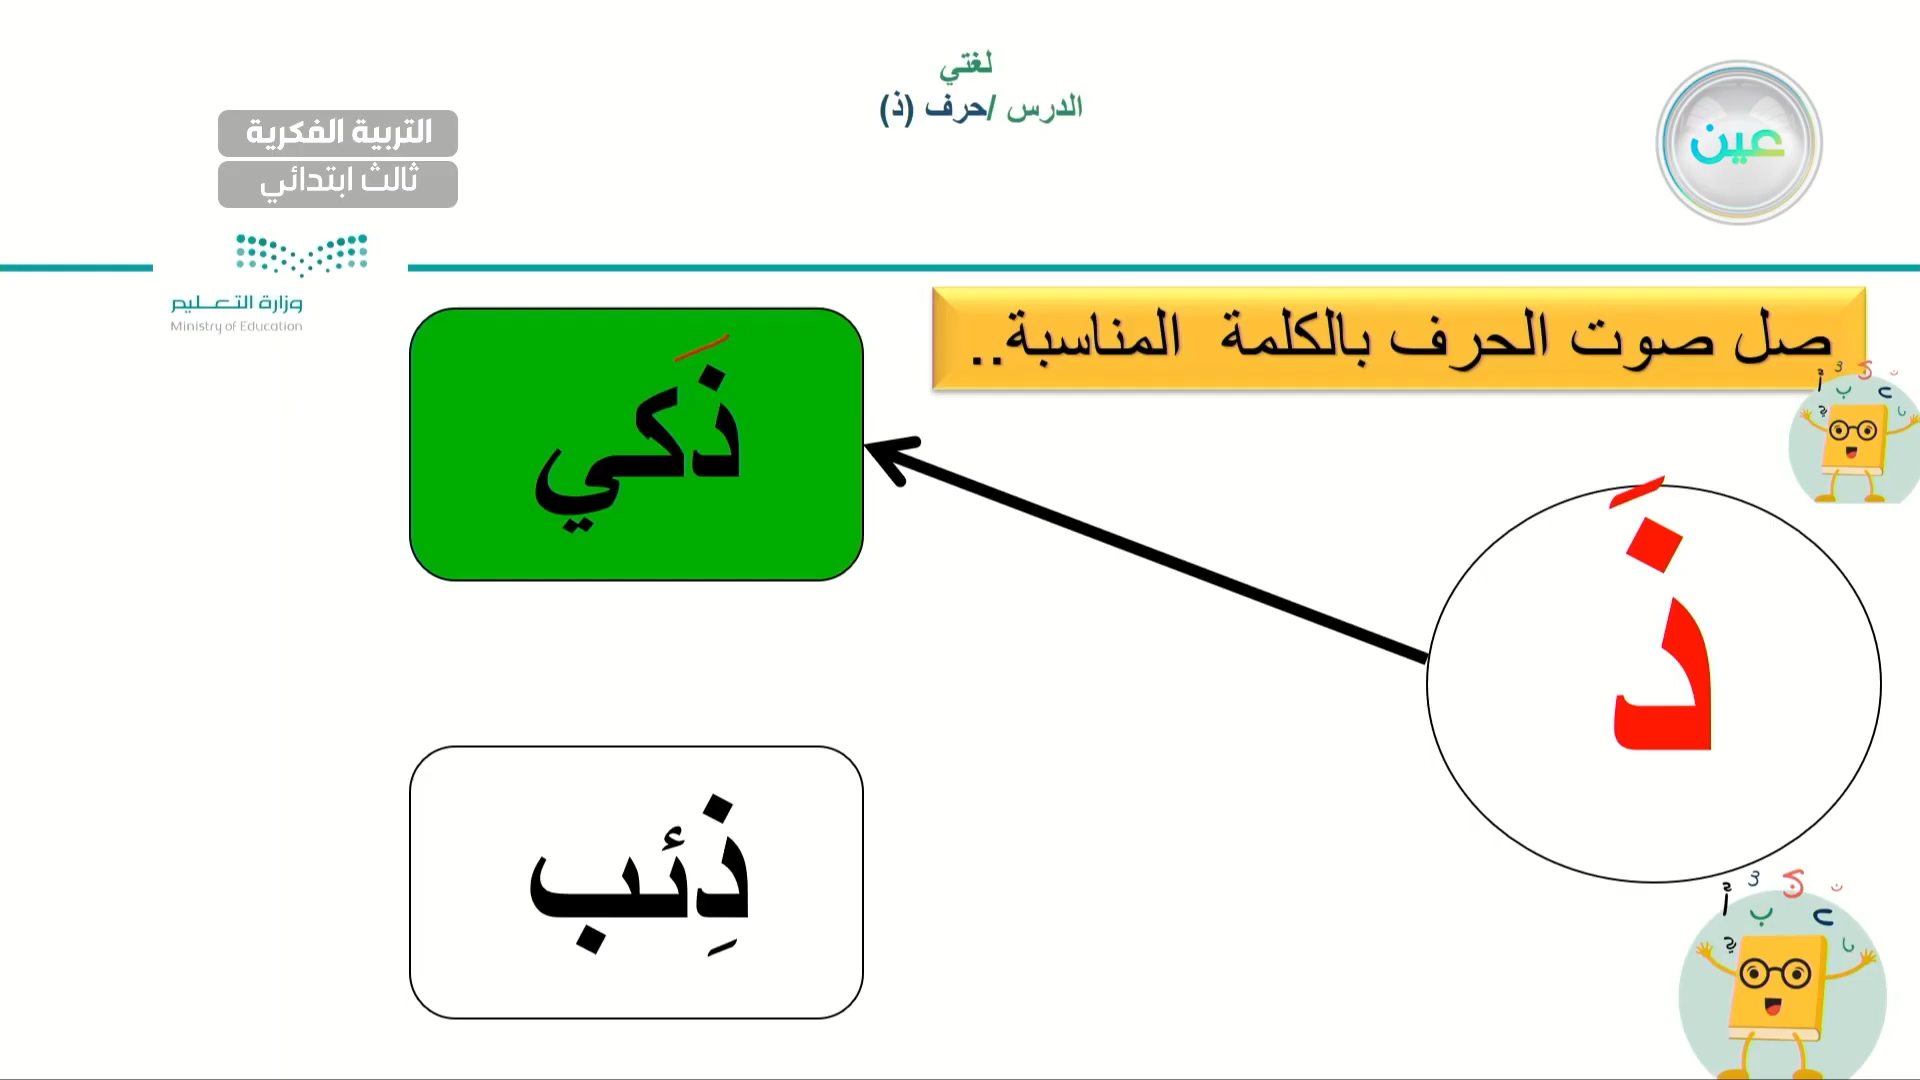 لغتي
الدرس /حرف (ذ)
عين
التربية الفكرية
ثالث ابتدائي
وزارة التعليم
Ministry of Education
صل صوت الحرف بالكلمة المناسبة..
ذَكي
ذَ
ذِئب